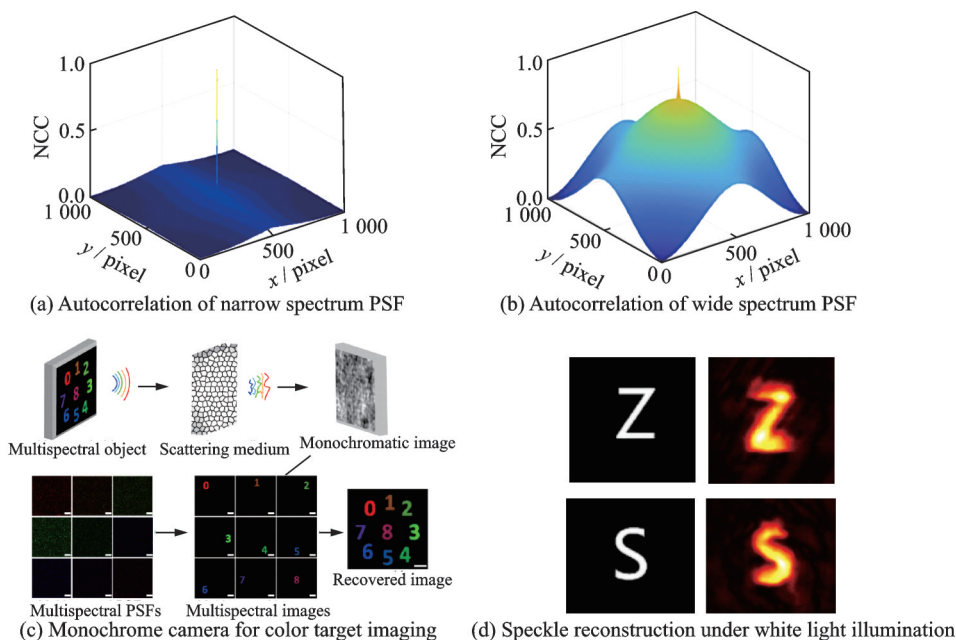 1.0
NCC
0.5
0.0
1 000
y / pixel
500
0
0
x / pixel
500
1 000
(a) Autocorrelation of narrow spectrum PSF
1.0
NCC
0.5
0.0
1 000
y / pixel
500
0
0
x / pixel
500
1 000
(b) Autocorrelation of wide spectrum PSF
0 1 2
7 8 3
6 5 4
Multispectral object
Scattering medium
Monochromatic image
0 1 2
3 4 5
6 7 8
0 1 2
7 8 3
6 5 4
Multispectral PSFs
Multispectral images
Recovered image
(c) Monochrome camera for color target imaging
Z Z
S S
(d) Speckle reconstruction under white light illumination